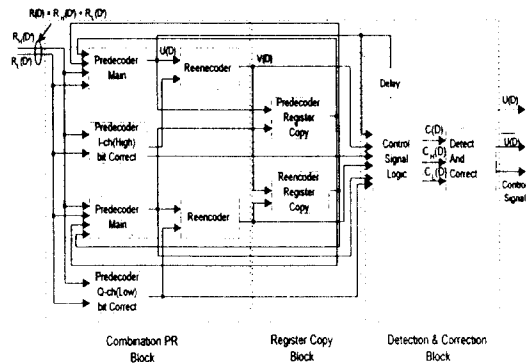 R(D) = R_H(D') + R_L(D')
R_H(D')
R_L(D')
Predecoder
Main
U(D)
Reenecoder
V(D)
Predecoder
I-ch(High)
bit Correct
Predecoder
Main
Reencoder
Predecoder
Q-ch(Low)
bit Correct
Predecoder
Register
Copy
Reencoder
Register
Copy
Delay
Control
Signal
Logic
C(D)
C_H(D)
C_L(D)
Detect
And
Correct
U(D)
U(D)
Control
Signal
Combination PR
Block
Register Copy
Block
Detection & Correction
Block